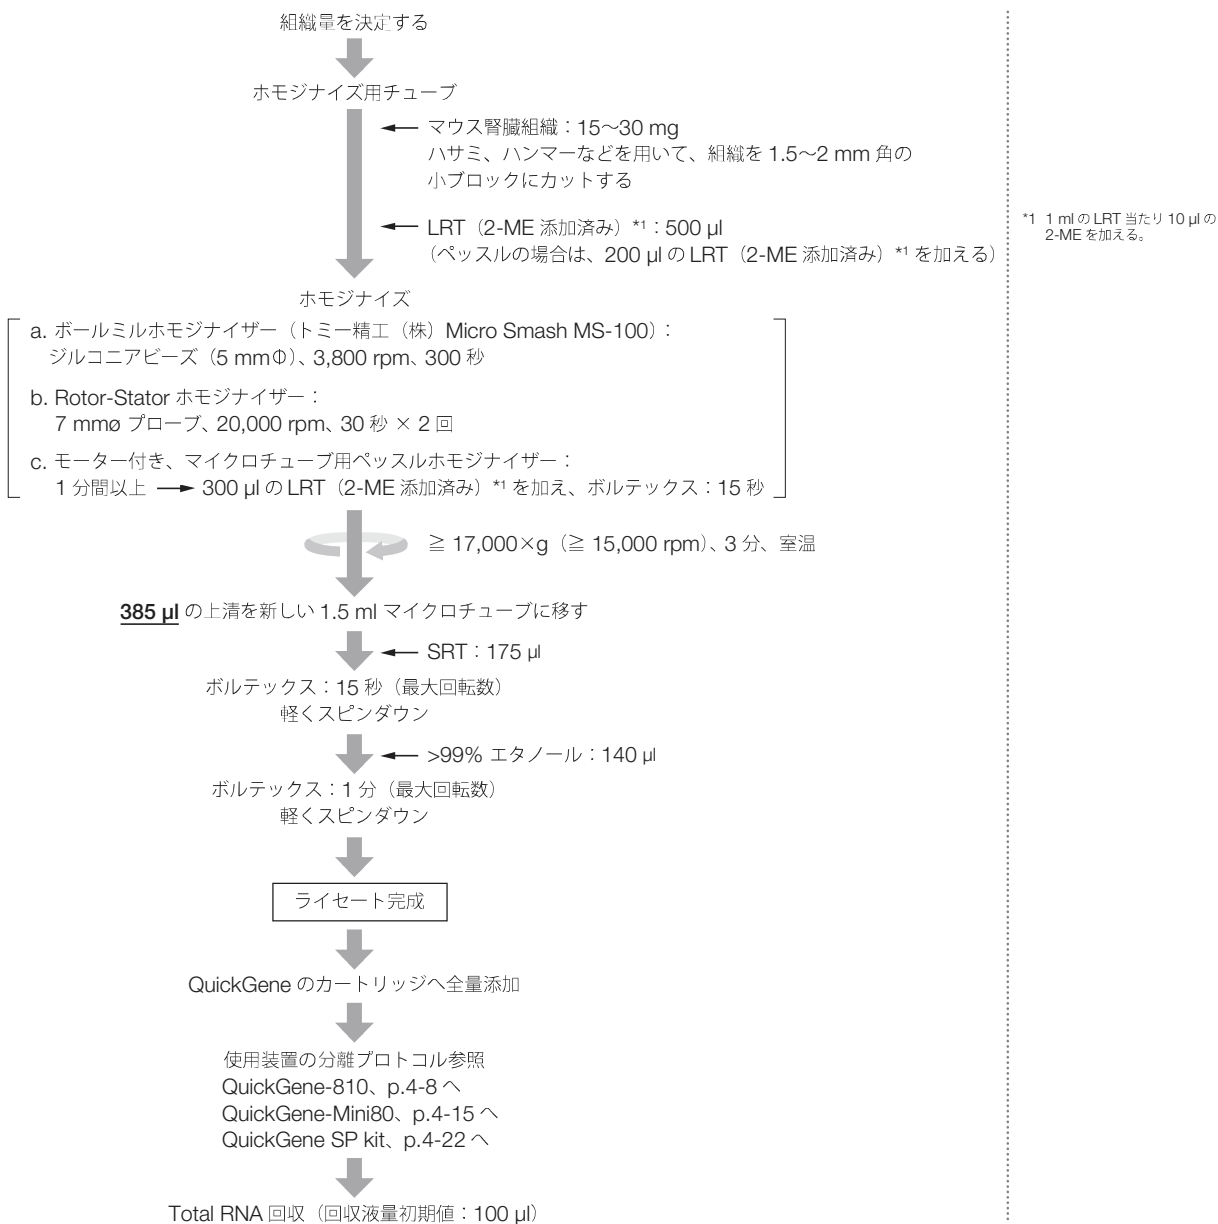 組織量を決定する
ホモジナイズ用チューブ
マウス腎臓組織：15～30 mg
ハサミ、ハンマーなどを用いて、組織を 1.5～2 mm 角の
小ブロックにカットする
LRT（2-ME 添加済み）*1：500 µl
（ペッスルの場合は、200 µl の LRT（2-ME 添加済み）*1 を加える）
*1 1 ml の LRT 当たり 10 µl の
2-ME を加える。
ホモジナイズ
a. ボールミルホモジナイザー（トミー精工（株）Micro Smash MS-100）：
ジルコニアビーズ（5 mmΦ）、3,800 rpm、300 秒
b. Rotor-Stator ホモジナイザー：
7 mmø プローブ、20,000 rpm、30 秒 × 2 回
c. モーター付き、マイクロチューブ用ペッスルホモジナイザー：
1 分間以上 → 300 µl の LRT（2-ME 添加済み）*1 を加え、ボルテックス：15 秒
≧ 17,000×g（≧ 15,000 rpm）、3 分、室温
385 µl の上清を新しい 1.5 ml マイクロチューブに移す
SRT：175 µl
ボルテックス：15 秒（最大回転数）
軽くスピンダウン
>99% エタノール：140 µl
ボルテックス：1 分（最大回転数）
軽くスピンダウン
ライセート完成
QuickGene のカートリッジへ全量添加
使用装置の分離プロトコル参照
QuickGene-810、p.4-8 へ
QuickGene-Mini80、p.4-15 へ
QuickGene SP kit、p.4-22 へ
Total RNA 回収（回収液量初期値：100 µl）